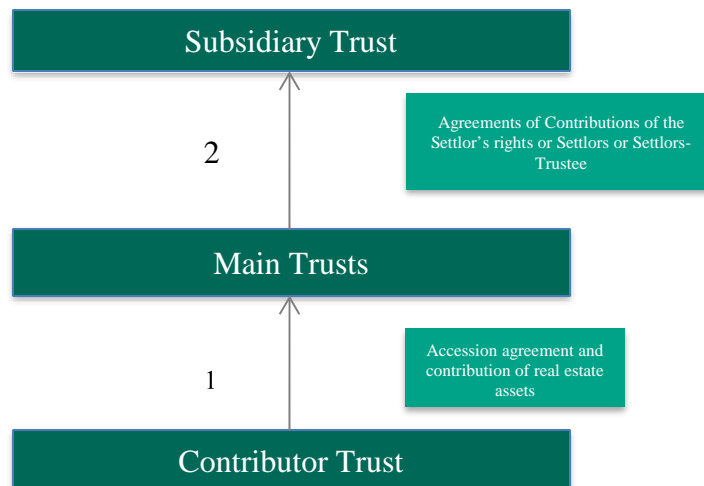 Subsidiary Trust
2
Agreements of Contributions of the
Settlor's rights or Settlors or Settlors-
Trustee
Main Trusts
1
Accession agreement and
contribution of real estate
assets
Contributor Trust